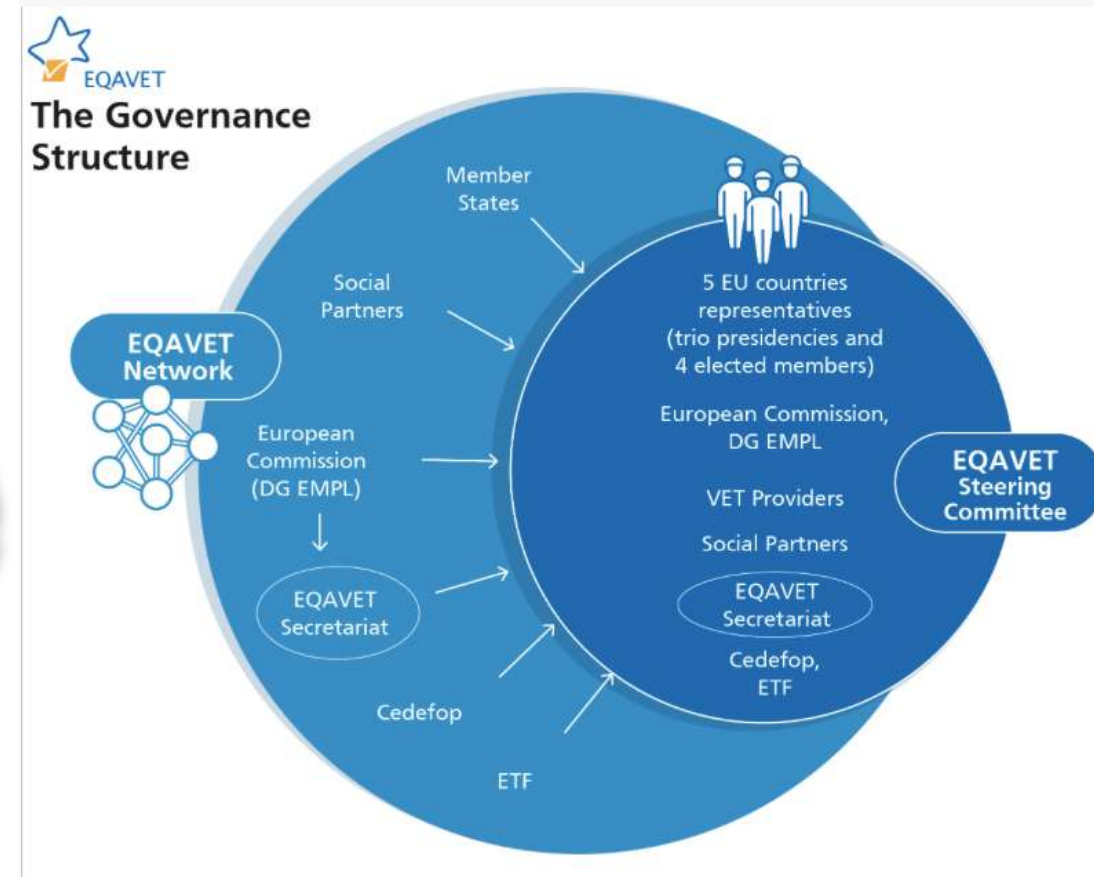 EQAVET
The Governance
Structure
Member
States
Social
Partners
EQAVET
Network
European
Commission
(DG EMPL)
EQAVET
Secretariat
Cedefop
ETF
5 EU countries
representatives
(trio presidencies and
4 elected members)
European Commission,
DG EMPL
VET Providers
Social Partners
EQAVET
Secretariat
Cedefop,
ETF
EQAVET
Steering
Committee